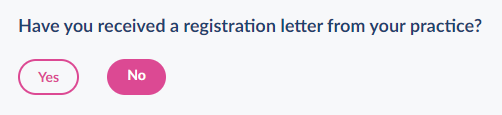 Have you received a registration letter from your practice?
Yes No